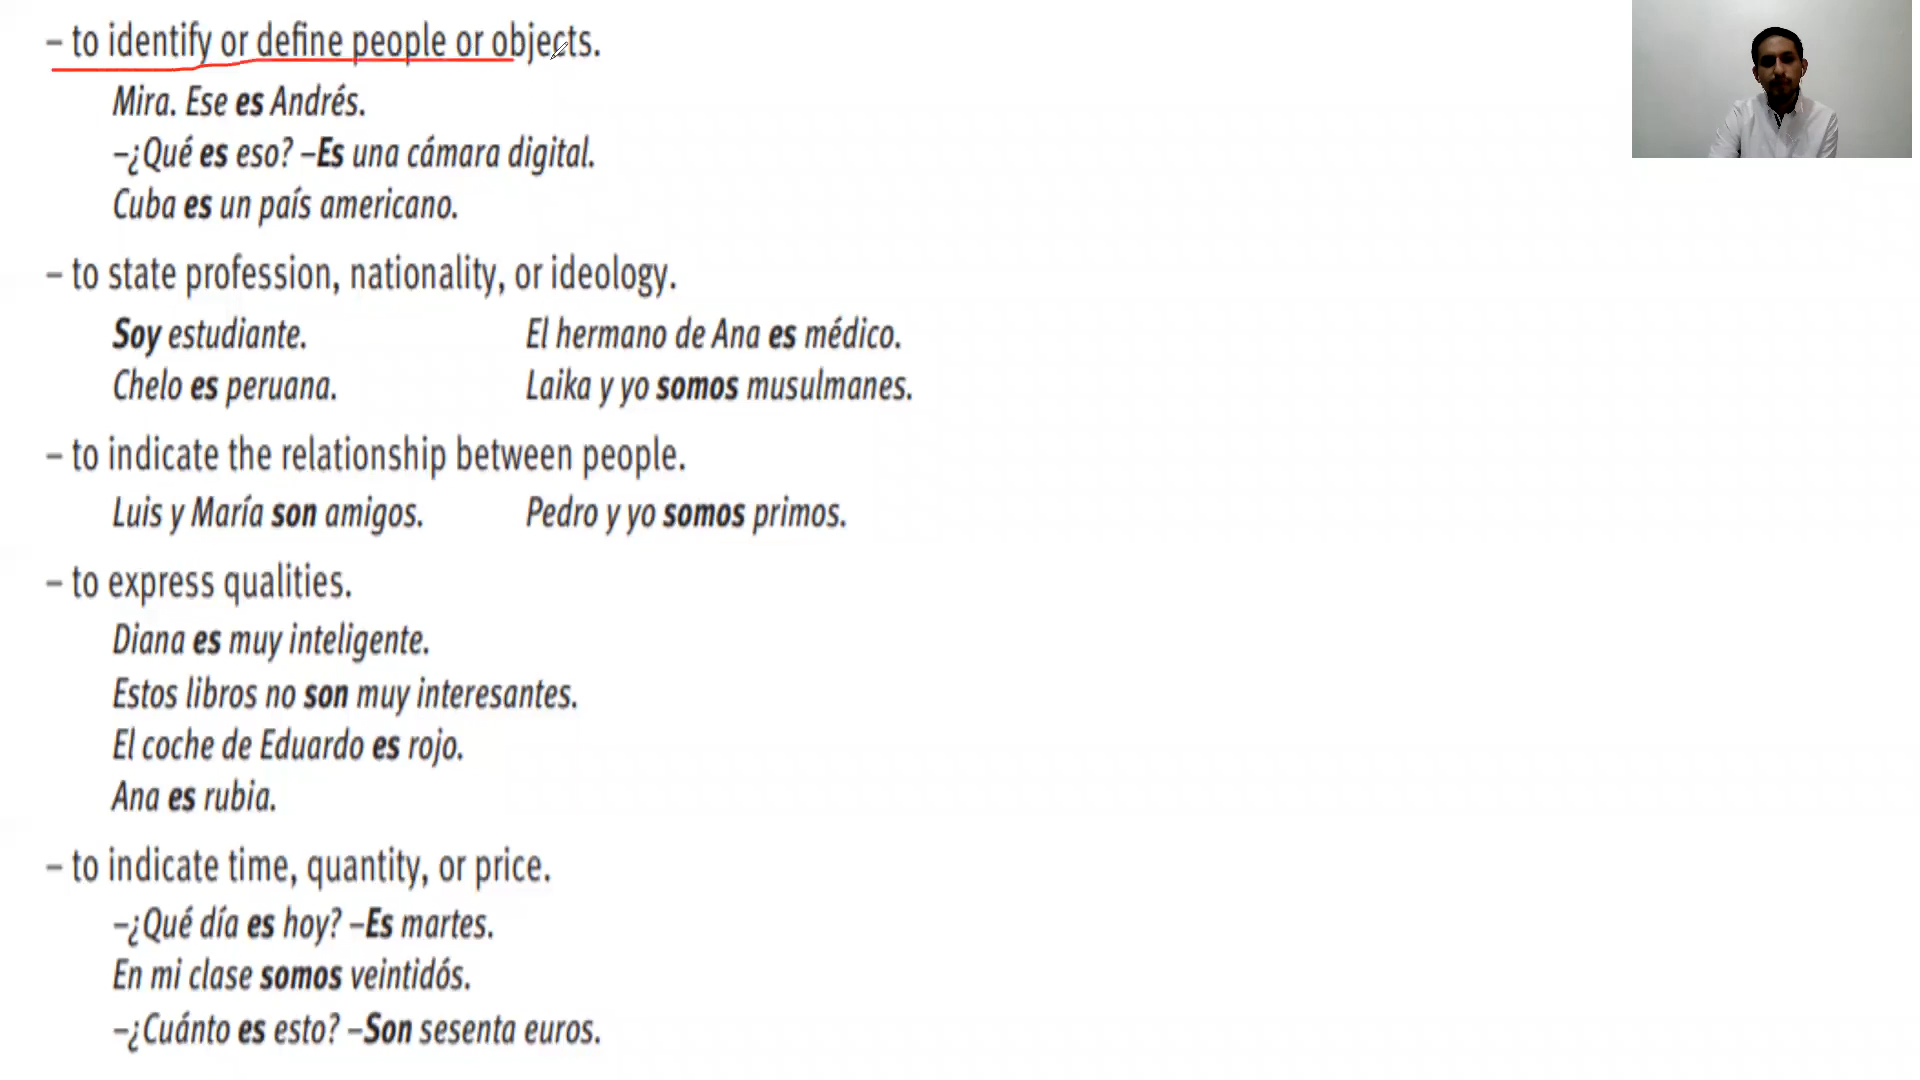 – to identify or define people or objects.
Mira. Ese es Andrés.
–¿Qué es eso? –Es una cámara digital.
Cuba es un país americano.
– to state profession, nationality, or ideology.
Soy estudiante. El hermano de Ana es médico.
Chelo es peruana. Laika y yo somos musulmanes.
– to indicate the relationship between people.
Luis y María son amigos. Pedro y yo somos primos.
– to express qualities.
Diana es muy inteligente.
Estos libros no son muy interesantes.
El coche de Eduardo es rojo.
Ana es rubia.
– to indicate time, quantity, or price.
–¿Qué día es hoy? –Es martes.
En mi clase somos veintidós.
–¿Cuánto es esto? –Son sesenta euros.